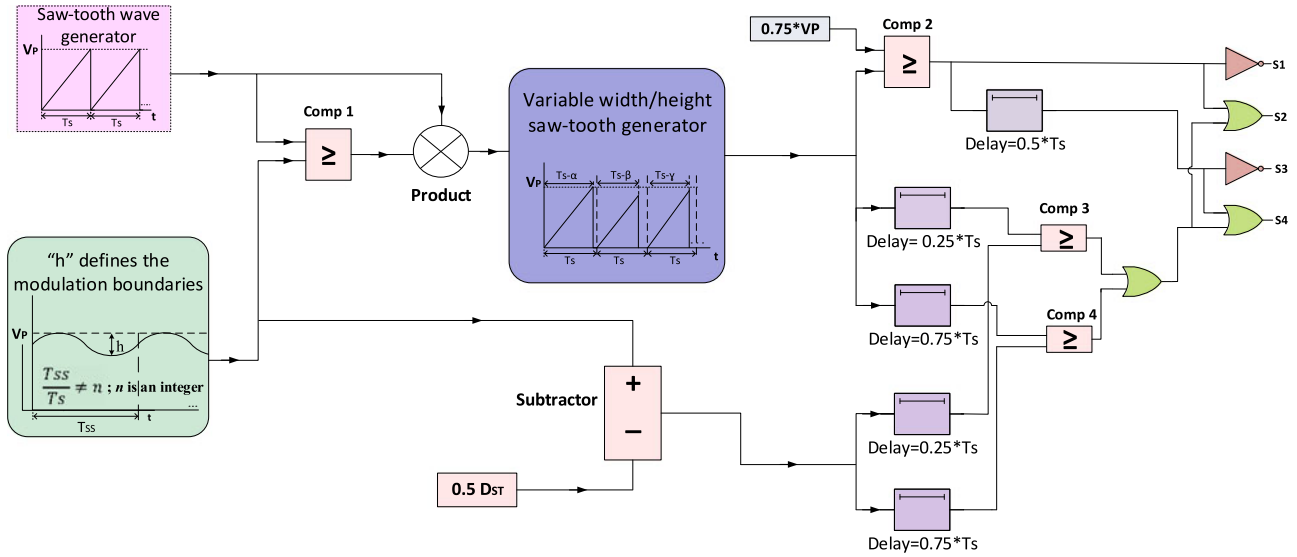 Saw-tooth wave
generator
VP
Ts
Ts
t
....
Comp 1
≥
Product
Variable width/height
saw-tooth generator
VP
Ts-α
Ts-β
Ts-γ
Ts
Ts
Ts
t
....
"h" defines the
modulation boundaries
VP
h
Tss/Ts ≠ n ; n is an integer
...
t
Tss
Subtractor
+
−
0.5 DST
0.75*VP
Comp 2
≥
Delay=0.5*Ts
Delay= 0.25*Ts
Comp 3
≥
Delay=0.75*Ts
Comp 4
≥
Delay=0.25*Ts
Delay=0.75*Ts
S1
S2
S3
S4